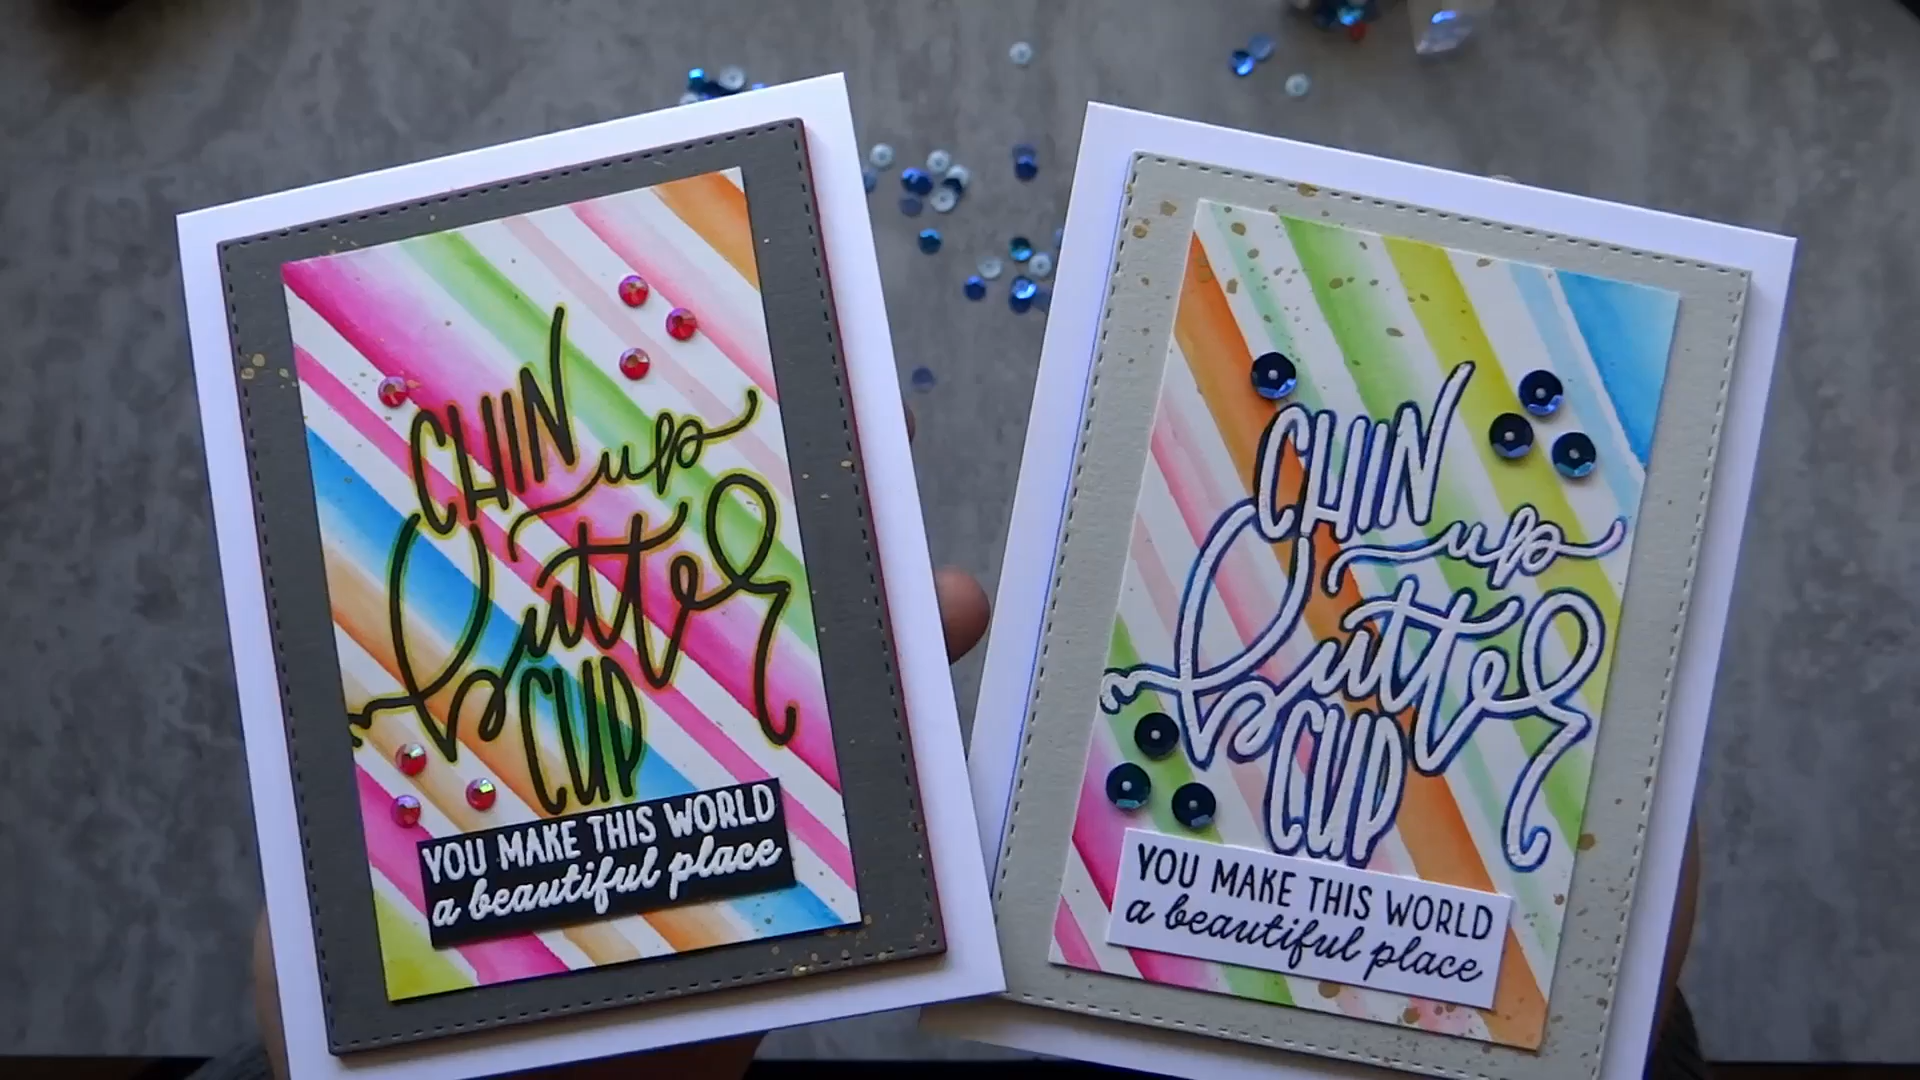 CHIN
up
butter
CUP
YOU MAKE THIS WORLD
a beautiful place
CHIN
up
butter
CUP
YOU MAKE THIS WORLD
a beautiful place